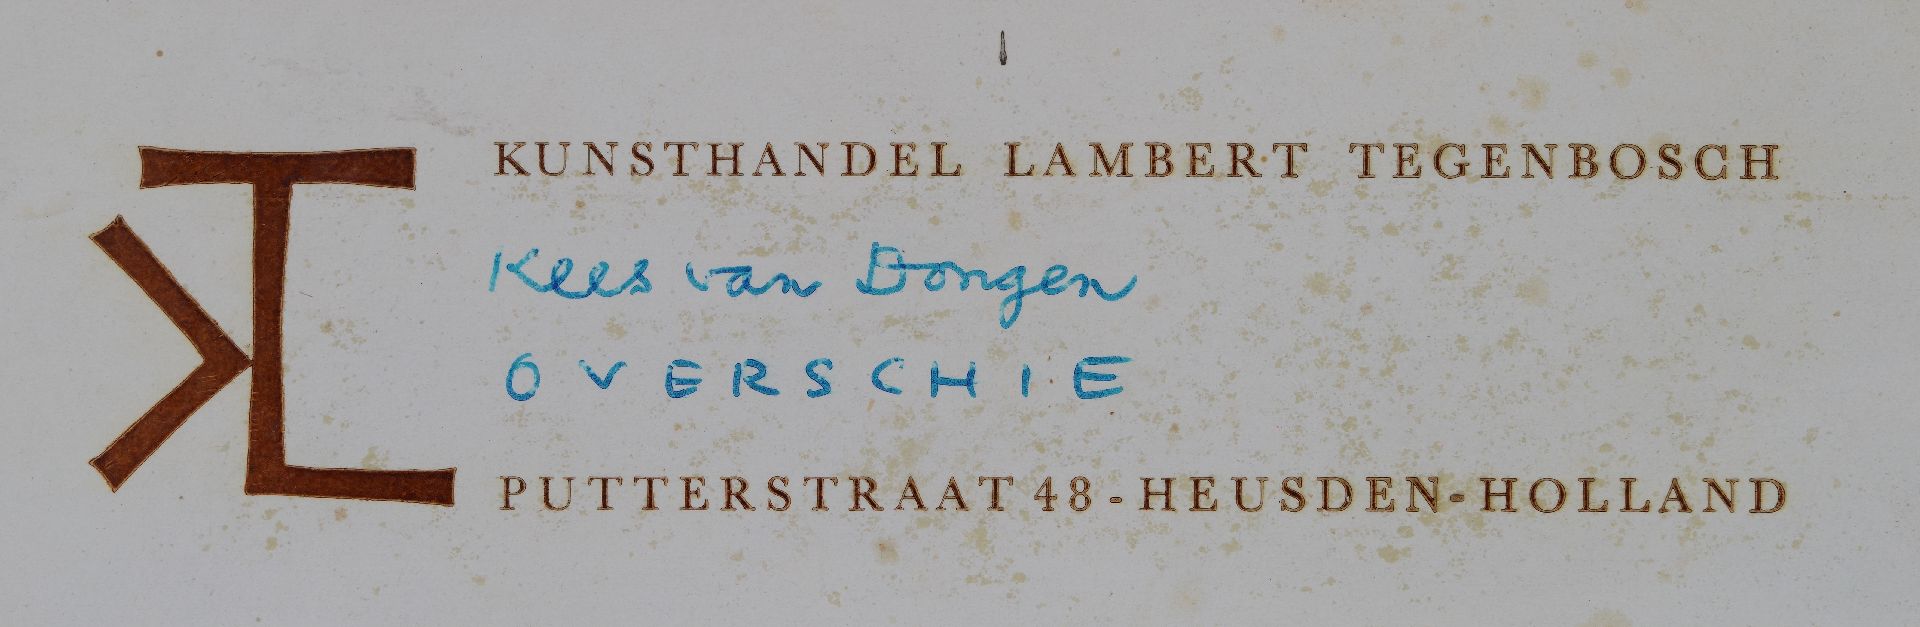 KUNSTHANDEL LAMBERT TEGENBOSCH
Kees van Dongen
OVERSCHIE
PUTTERSTRAAT 48 - HEUSDEN - HOLLAND